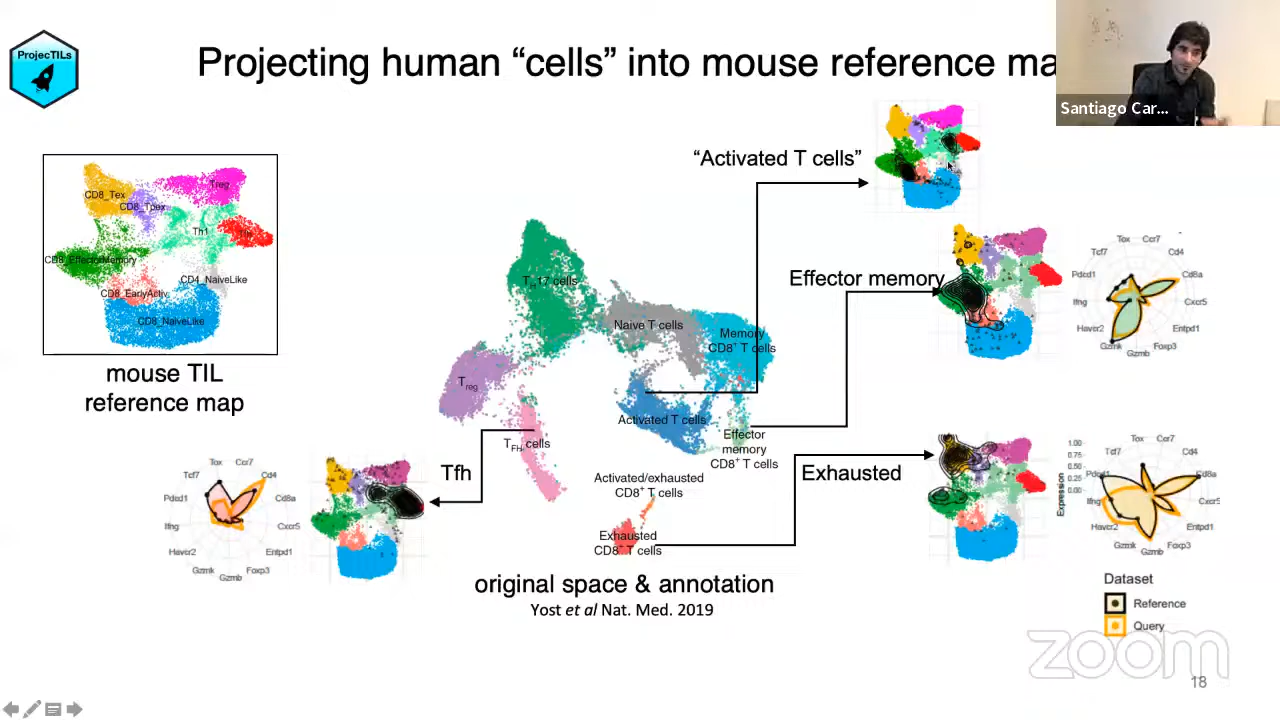 ProjecTILs
Projecting human “cells” into mouse reference ma
Santiago Car...
CD8_Tex
Treg
CD8_Tpex
Th1
CD8_EffectorMemory
CD4_NaiveLike
CD8_EarlyActiv
CD8_NaiveLike
mouse TIL
reference map
“Activated T cells”
Effector memory
Exhausted
Tfh
TH17 cells
Naive T cells
Memory
CD8+ T cells
Treg
Activated T cells
TFH cells
Effector
memory
CD8+ T cells
Activated/exhausted
CD8+ T cells
Exhausted
CD8+ T cells
original space & annotation
Yost et al Nat. Med. 2019
Tox
Ccr7
Cd4
Cd8a
Cxcr5
Entpd1
Foxp3
Gzmb
Gzmk
Havcr2
Ifng
Pdcd1
Tcf7
Tox
Ccr7
Cd4
Cd8a
Cxcr5
Entpd1
Foxp3
Gzmb
Gzmk
Havcr2
Ifng
Pdcd1
Tcf7
Expression
1.00
0.75
0.50
0.25
0.00
Tox
Ccr7
Cd4
Cd8a
Cxcr5
Entpd1
Foxp3
Gzmb
Gzmk
Havcr2
Ifng
Pdcd1
Tcf7
Dataset
Reference
Query
zoom
18